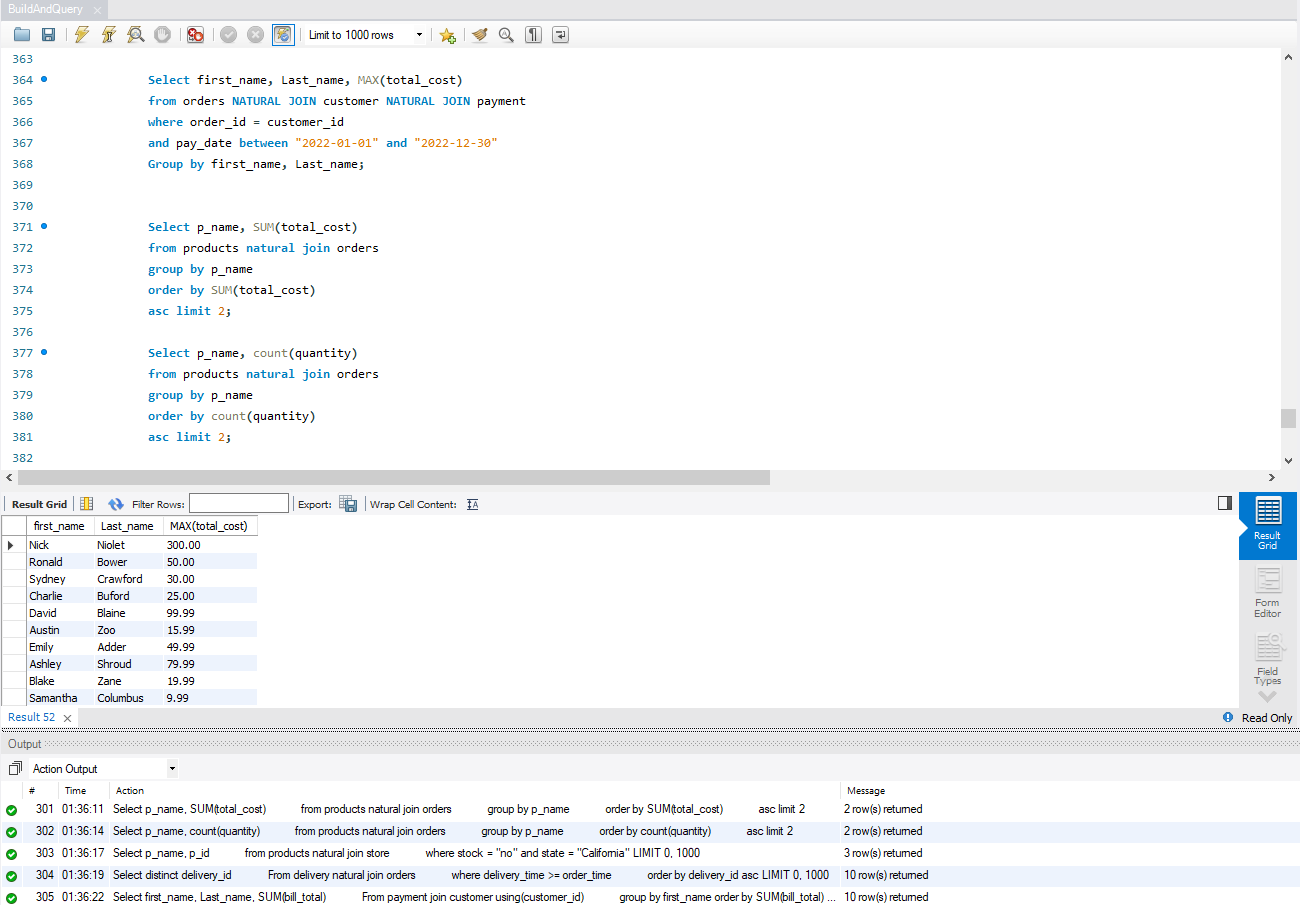 BuildAndQuery
Limit to 1000 rows
363
364 Select first_name, Last_name, MAX(total_cost)
365 from orders NATURAL JOIN customer NATURAL JOIN payment
366 where order_id = customer_id
367 and pay_date between "2022-01-01" and "2022-12-30"
368 Group by first_name, Last_name;
369
370
371 Select p_name, SUM(total_cost)
372 from products natural join orders
373 group by p_name
374 order by SUM(total_cost)
375 asc limit 2;
376
377 Select p_name, count(quantity)
378 from products natural join orders
379 group by p_name
380 order by count(quantity)
381 asc limit 2;
382
Result Grid Filter Rows: Export: Wrap Cell Content: IA
first_name Last_name MAX(total_cost)
Nick Niolet 300.00
Ronald Bower 50.00
Sydney Crawford 30.00
Charlie Buford 25.00
David Blaine 99.99
Austin Zoo 15.99
Emily Adder 49.99
Ashley Shroud 79.99
Blake Zane 19.99
Samantha Columbus 9.99
Result
Grid
Form
Editor
Field
Types
Result 52
Read Only
Output
Action Output
# Time Action Message
301 01:36:11 Select p_name, SUM(total_cost) from products natural join orders group by p_name order by SUM(total_cost) asc limit 2 2 row(s) returned
302 01:36:14 Select p_name, count(quantity) from products natural join orders group by p_name order by count(quantity) asc limit 2 2 row(s) returned
303 01:36:17 Select p_name, p_id from products natural join store where stock = "no" and state = "California" LIMIT 0, 1000 3 row(s) returned
304 01:36:19 Select distinct delivery_id From delivery natural join orders where delivery_time >= order_time order by delivery_id asc LIMIT 0, 1000 10 row(s) returned
305 01:36:22 Select first_name, Last_name, SUM(bill_total) From payment join customer using(customer_id) group by first_name order by SUM(bill_total) ... 10 row(s) returned